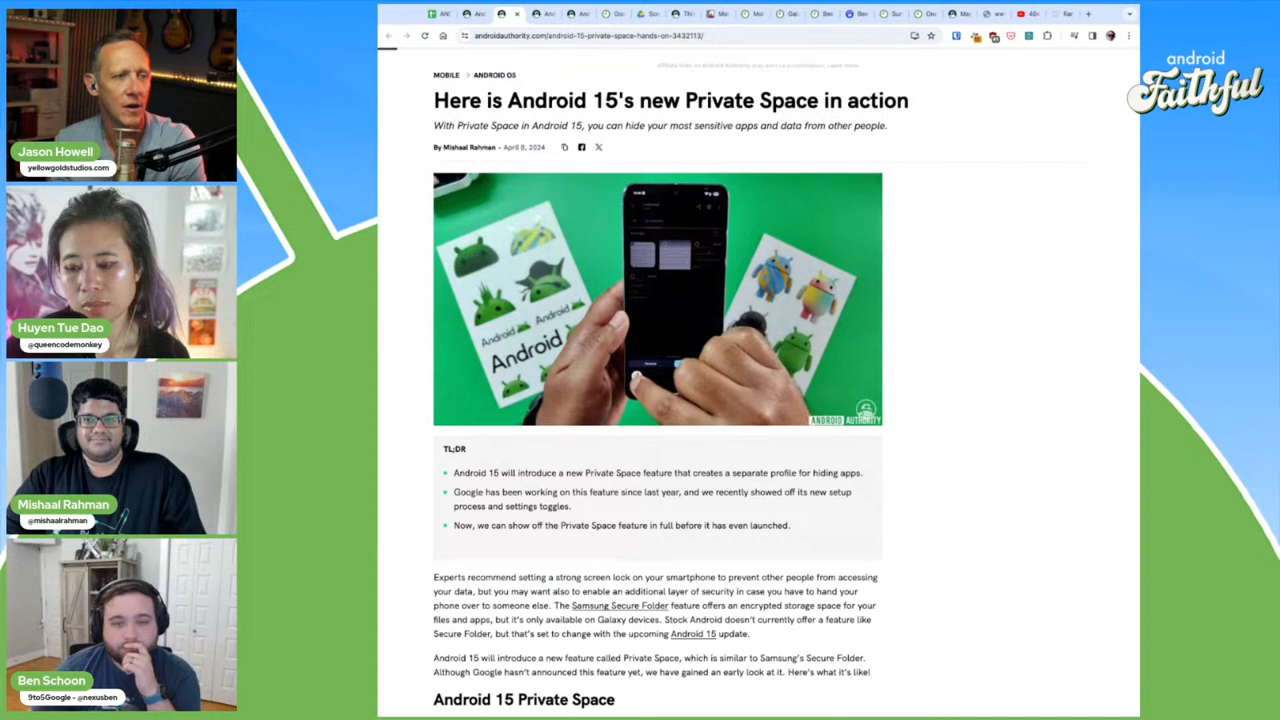 Jason Howell
yellowgoldstudios.com
Huyen Tue Dao
@queencodemonkey
Mishaal Rahman
@mishaalrahman
Ben Schoon
9to5Google - @nexusben
android
Faithful
androidauthority.com/android-15-private-space-hands-on-3432113/
MOBILE > ANDROID OS
Here is Android 15's new Private Space in action
With Private Space in Android 15, you can hide your most sensitive apps and data from other people.
By Mishaal Rahman • April 8, 2024
Android
Android
Android
ANDROID AUTHORITY
TL;DR
Android 15 will introduce a new Private Space feature that creates a separate profile for hiding apps.
Google has been working on this feature since last year, and we recently showed off its new setup
process and settings toggles.
Now, we can show off the Private Space feature in full before it has even launched.
Experts recommend setting a strong screen lock on your smartphone to prevent other people from accessing
your data, but you may want also to enable an additional layer of security in case you have to hand your
phone over to someone else. The Samsung Secure Folder feature offers an encrypted storage space for your
files and apps, but it's only available on Galaxy devices. Stock Android doesn't currently offer a feature like
Secure Folder, but that's set to change with the upcoming Android 15 update.
Android 15 will introduce a new feature called Private Space, which is similar to Samsung's Secure Folder.
Although Google hasn't announced this feature yet, we have gained an early look at it. Here's what it's like!
Android 15 Private Space